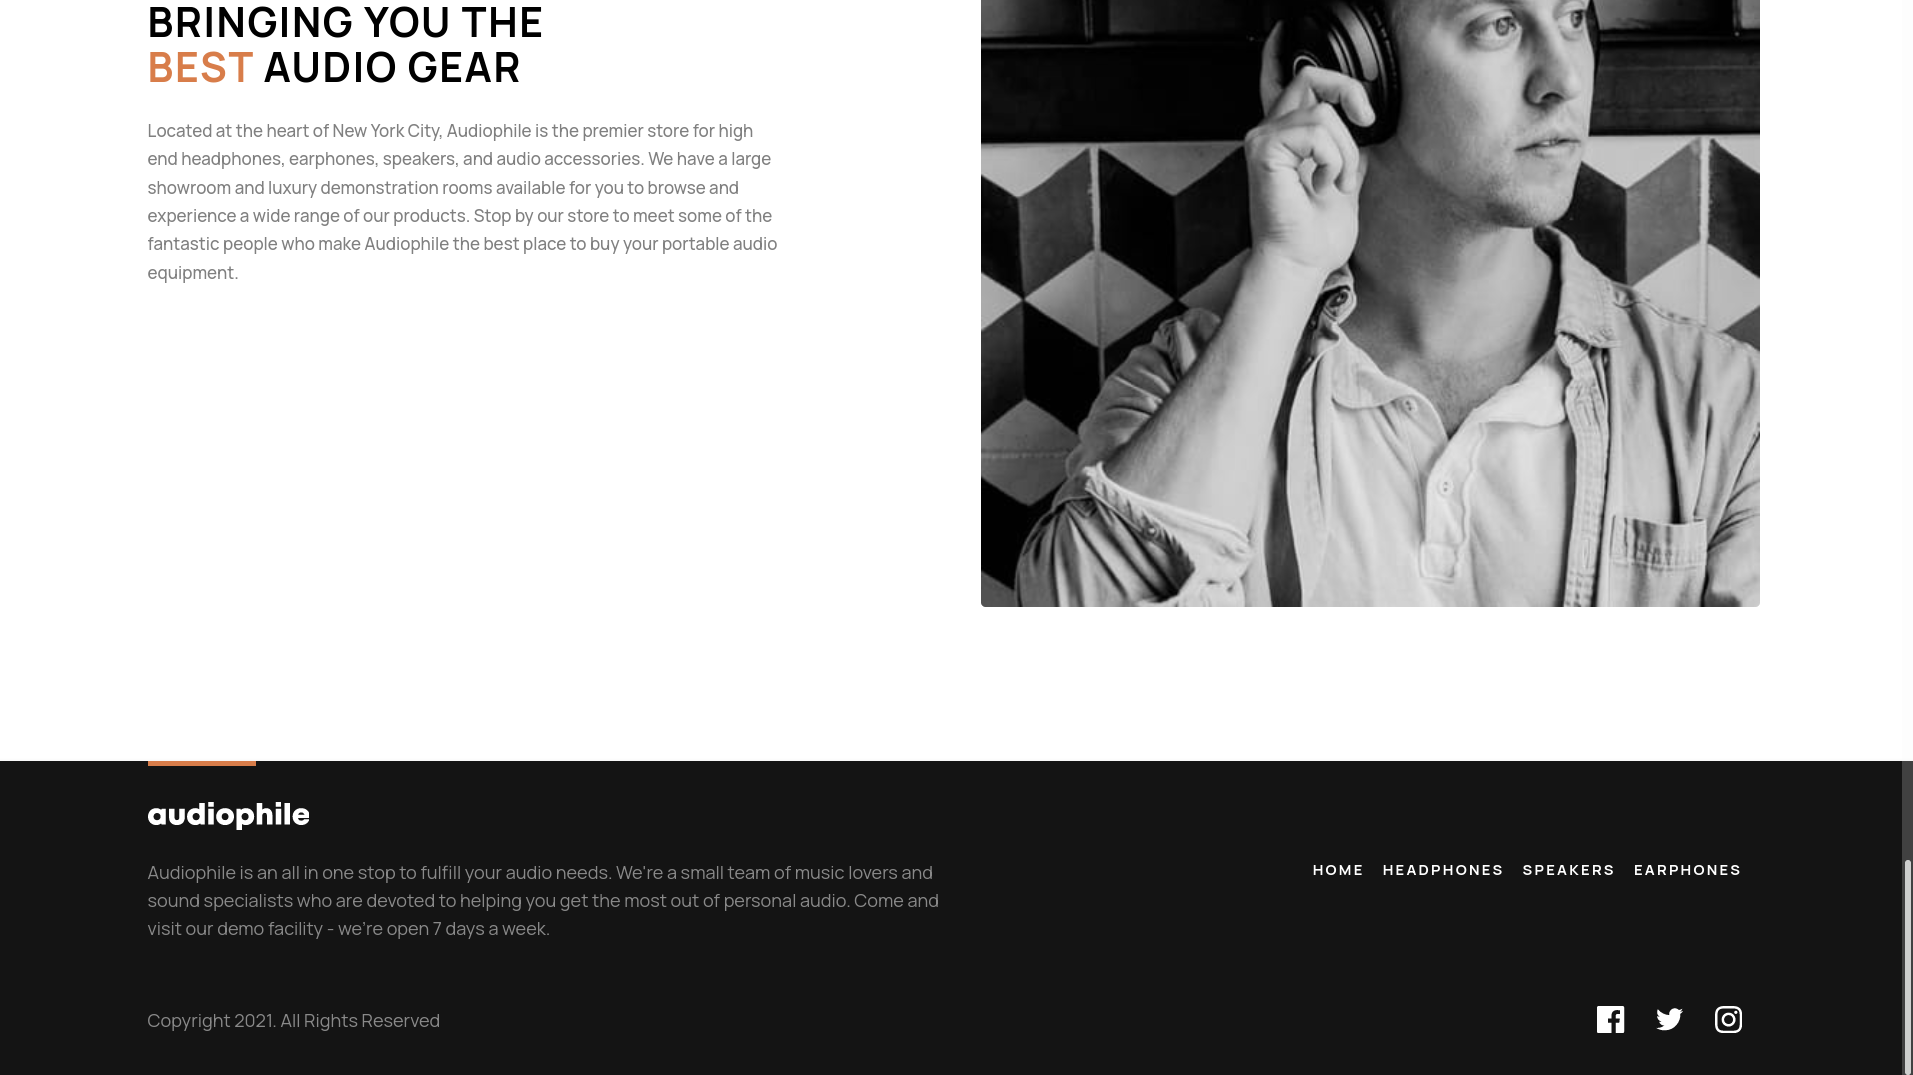 BRINGING YOU THE
BEST AUDIO GEAR
Located at the heart of New York City, Audiophile is the premier store for high
end headphones, earphones, speakers, and audio accessories. We have a large
showroom and luxury demonstration rooms available for you to browse and
experience a wide range of our products. Stop by our store to meet some of the
fantastic people who make Audiophile the best place to buy your portable audio
equipment.
audiophile
Audiophile is an all in one stop to fulfill your audio needs. We're a small team of music lovers and
sound specialists who are devoted to helping you get the most out of personal audio. Come and
visit our demo facility - we’re open 7 days a week.
HOME HEADPHONES SPEAKERS EARPHONES
Copyright 2021. All Rights Reserved